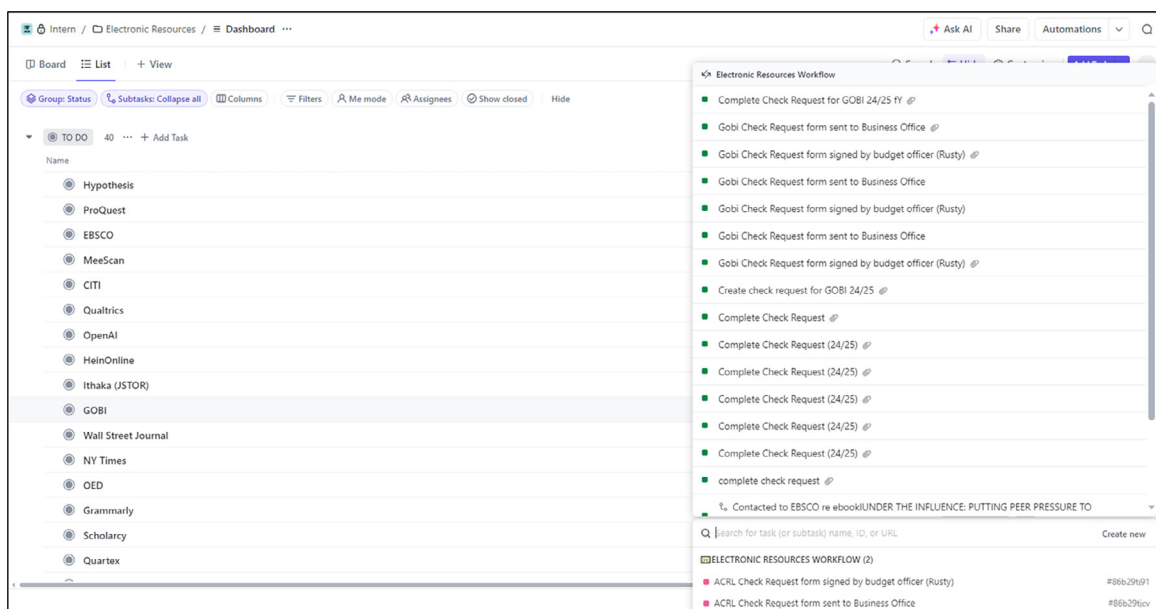 Intern / Electronic Resources / Dashboard ...
Ask AI Share Automations
Board List + View
Group: Status Subtasks: Collapse all Columns Filters Me mode Assignees Show closed Hide
TO DO 40 ... + Add Task
Name
Hypothesis
ProQuest
EBSCO
MeeScan
CITI
Qualtrics
OpenAI
HeinOnline
Ithaka (JSTOR)
GOBI
Wall Street Journal
NY Times
OED
Grammarly
Scholarcy
Quartex
Electronic Resources Workflow
Complete Check Request for GOBI 24/25 fY
Gobi Check Request form sent to Business Office
Gobi Check Request form signed by budget officer (Rusty)
Gobi Check Request form sent to Business Office
Gobi Check Request form signed by budget officer (Rusty)
Gobi Check Request form sent to Business Office
Gobi Check Request form signed by budget officer (Rusty)
Create check request for GOBI 24/25
Complete Check Request
Complete Check Request (24/25)
Complete Check Request (24/25)
Complete Check Request (24/25)
Complete Check Request (24/25)
Complete Check Request (24/25)
complete check request
Contacted to EBSCO re ebook|UNDER THE INFLUENCE: PUTTING PEER PRESSURE TO
Search for task (or subtask) name, ID, or URL Create new
ELECTRONIC RESOURCES WORKFLOW (2)
ACRL Check Request form signed by budget officer (Rusty) #86b29ti91
ACRL Check Request form sent to Business Office #86b29ticv